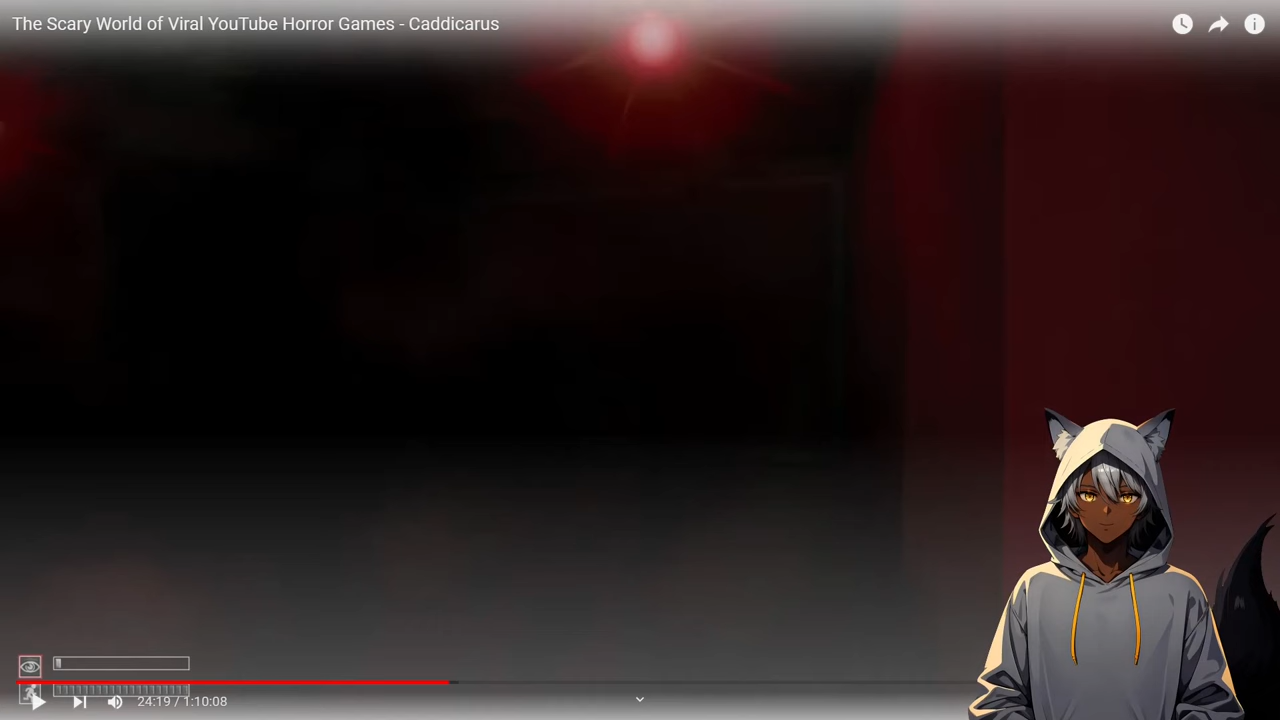 The Scary World of Viral YouTube Horror Games - Caddicarus
24:19 / 1:10:08